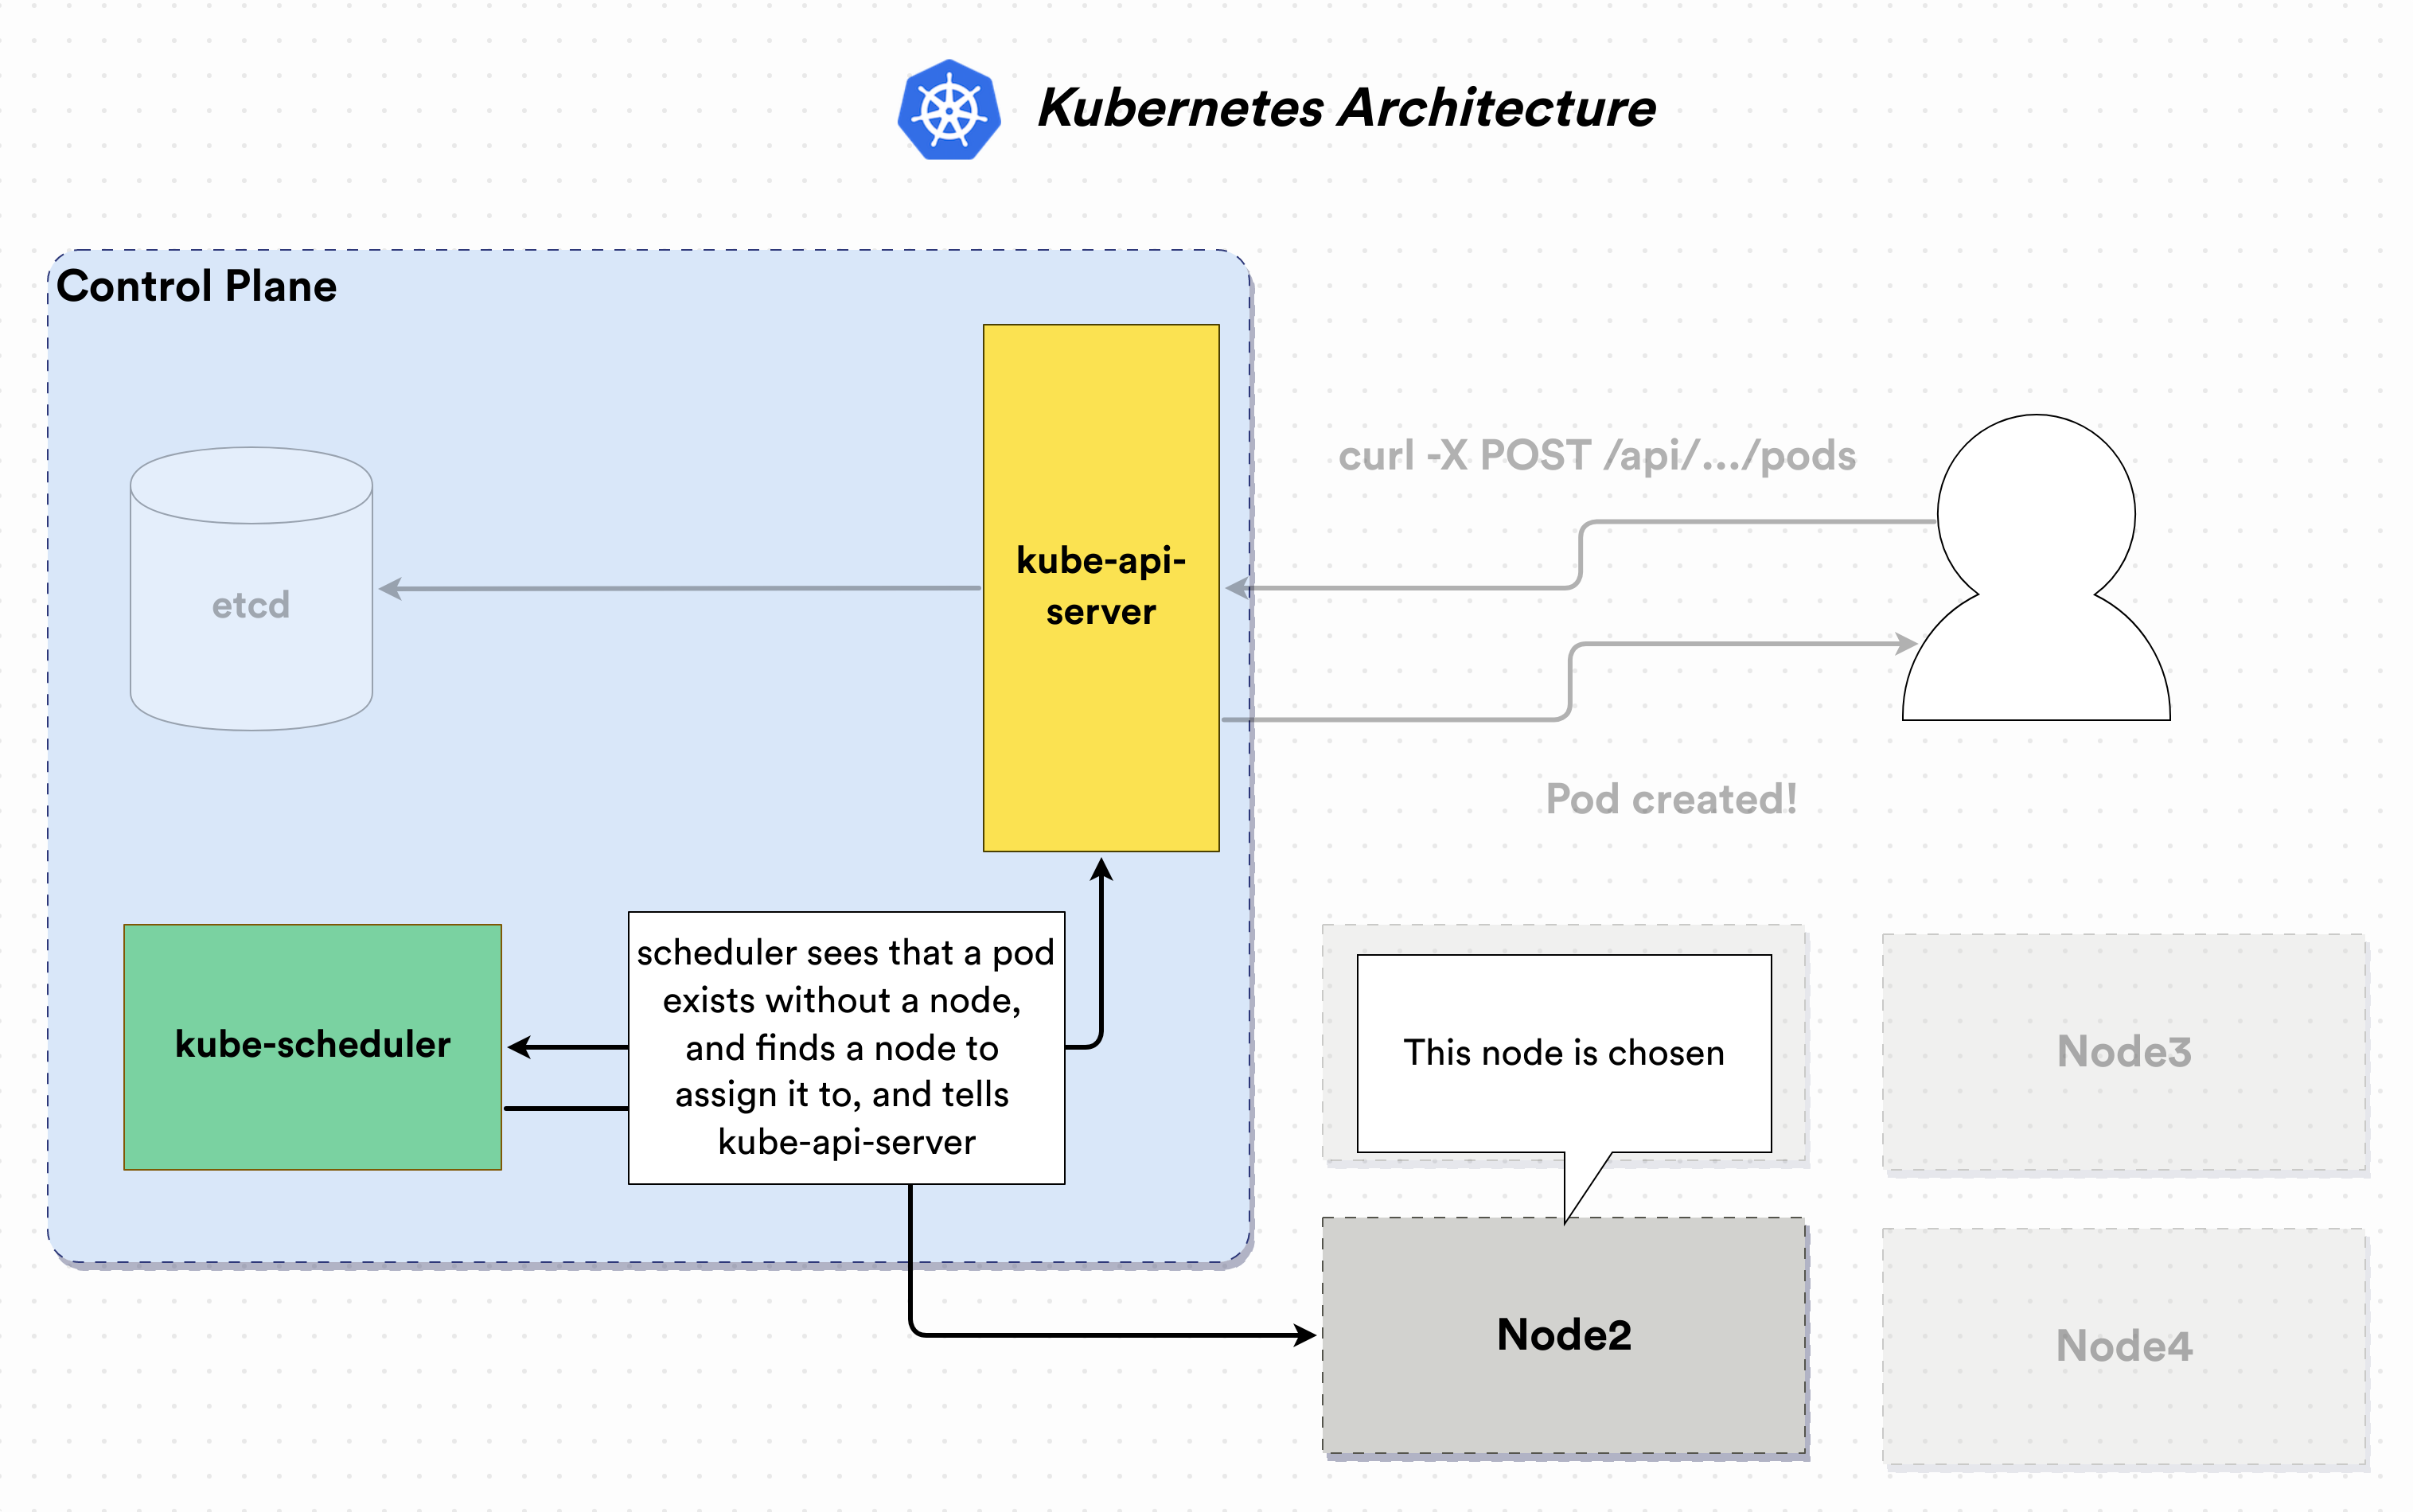 Kubernetes Architecture
Control Plane
etcd
kube-api-
server
curl -X POST /api/.../pods
Pod created!
kube-scheduler
scheduler sees that a pod
exists without a node,
and finds a node to
assign it to, and tells
kube-api-server
This node is chosen
Node3
Node2
Node4